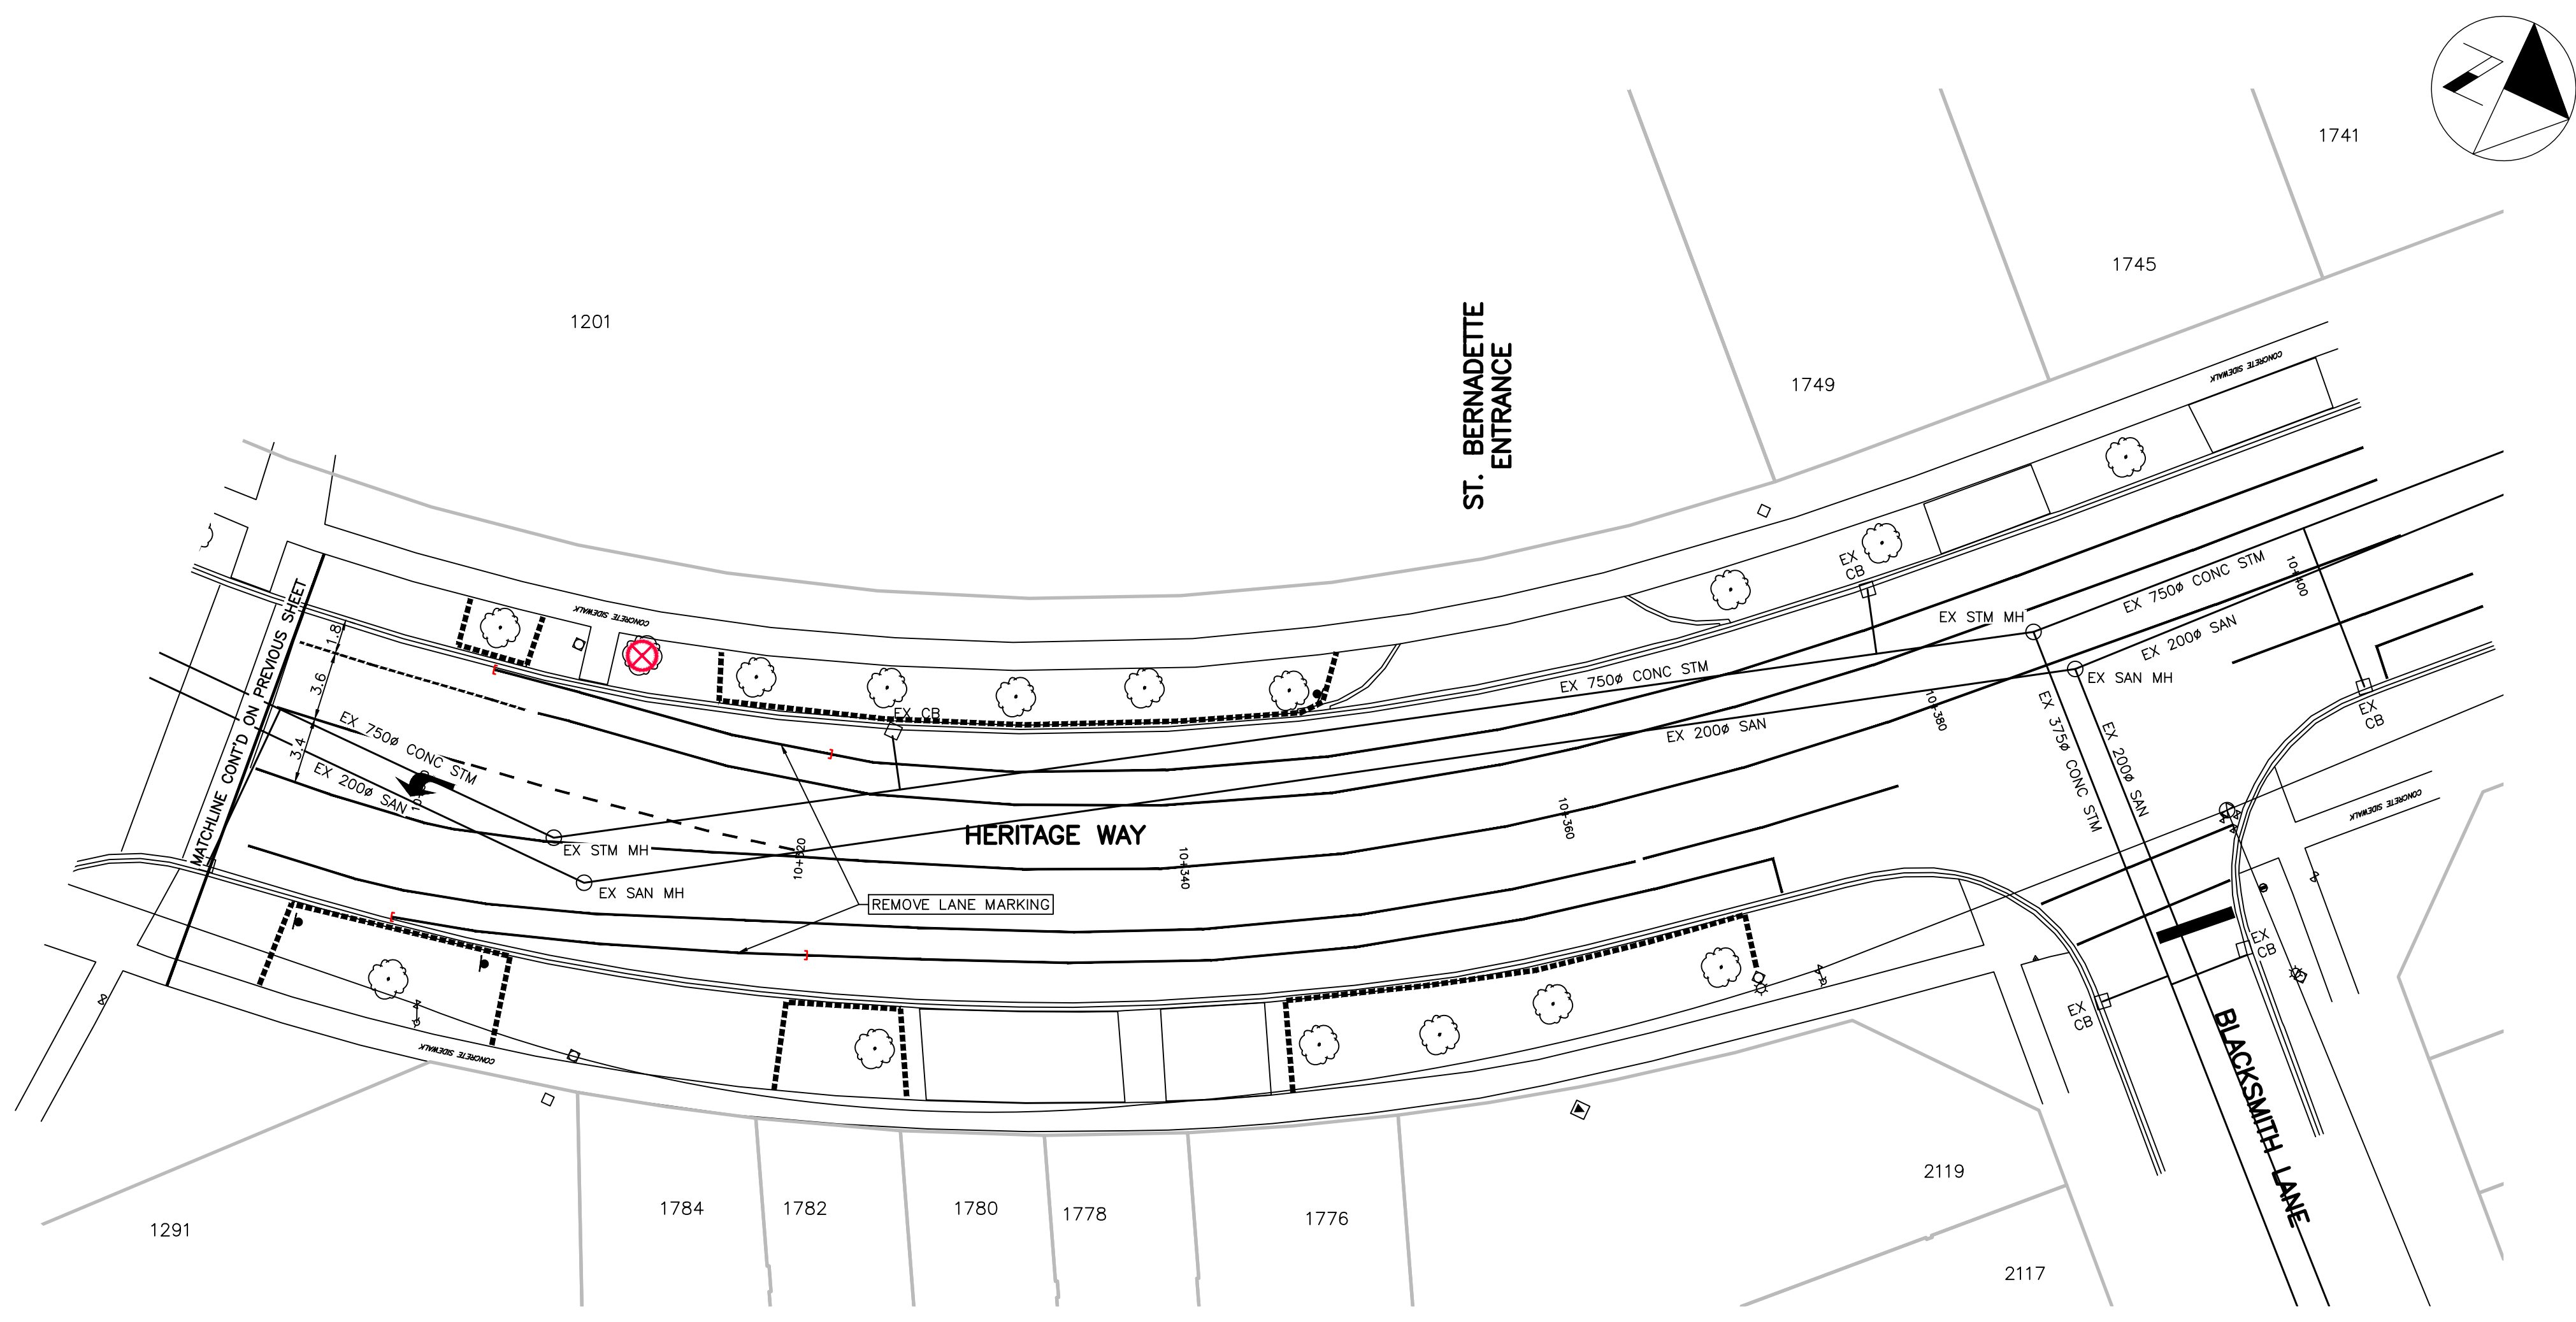 1741
1745
1201
1749
ST. BERNADETTE
ENTRANCE
CONCRETE SIDEWALK
EX
CB
10+400
EX 750ø CONC STM
EX STM MH
EX 200ø SAN
CONCRETE SIDEWALK
1.8
3.6
3.4
MATCHLINE CONT'D ON PREVIOUS SHEET
EX 750ø CONC STM
EX SAN MH
EX CB
EX
CB
10+380
EX 200ø SAN
EX 375ø CONC STM
EX 200ø SAN
EX 750ø CONC STM
EX 200ø SAN
10+360
CONCRETE SIDEWALK
HERITAGE WAY
EX STM MH
10+320
10+340
EX SAN MH
REMOVE LANE MARKING
EX
CB
EX
CB
CONCRETE SIDEWALK
BLACKSMITH LANE
2119
1784
1782
1780
1778
1776
1291
2117